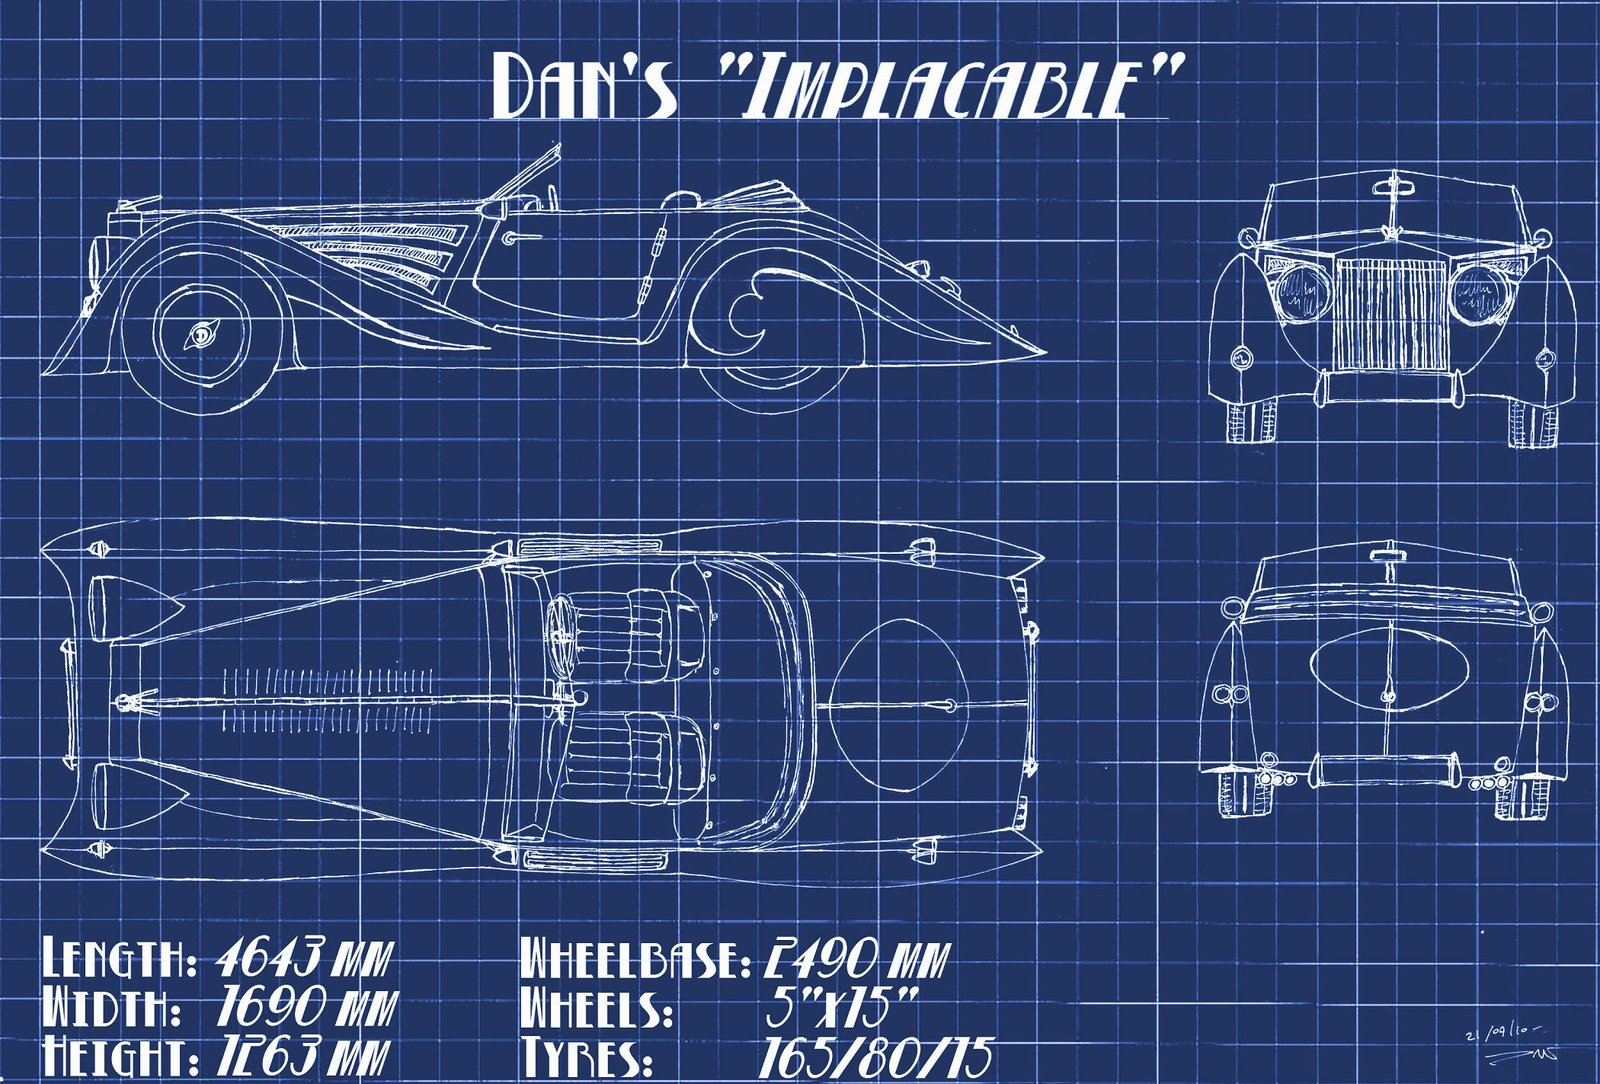 Dan's "Implacable"
D
Length: 4643 mm
Width: 1690 mm
Height: 1263 mm
Wheelbase: 2490 mm
Wheels: 5"x15"
Tyres: 165/80/15
21/09/10